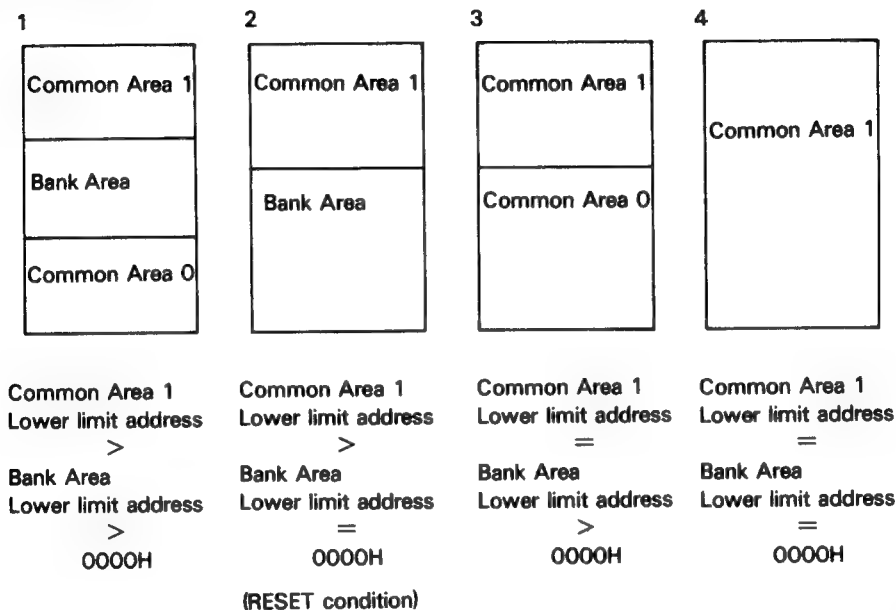 1
Common Area 1
Bank Area
Common Area 0
Common Area 1
Lower limit address
>
Bank Area
Lower limit address
>
0000H
2
Common Area 1
Bank Area
Common Area 1
Lower limit address
>
Bank Area
Lower limit address
=
0000H
(RESET condition)
3
Common Area 1
Common Area 0
Common Area 1
Lower limit address
=
Bank Area
Lower limit address
>
0000H
4
Common Area 1
Common Area 1
Lower limit address
=
Bank Area
Lower limit address
=
0000H